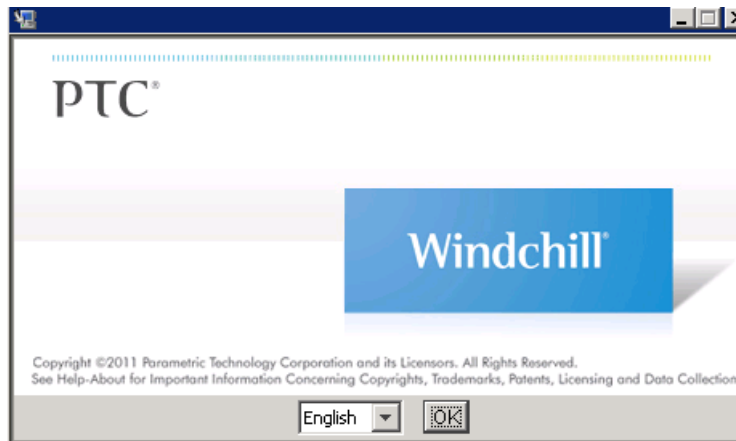 PTC®
Windchill®
Copyright ©2011 Parametric Technology Corporation and its Licensors. All Rights Reserved.
See Help-About for Important Information Concerning Copyrights, Trademarks, Patents, Licensing and Data Collection
English OK